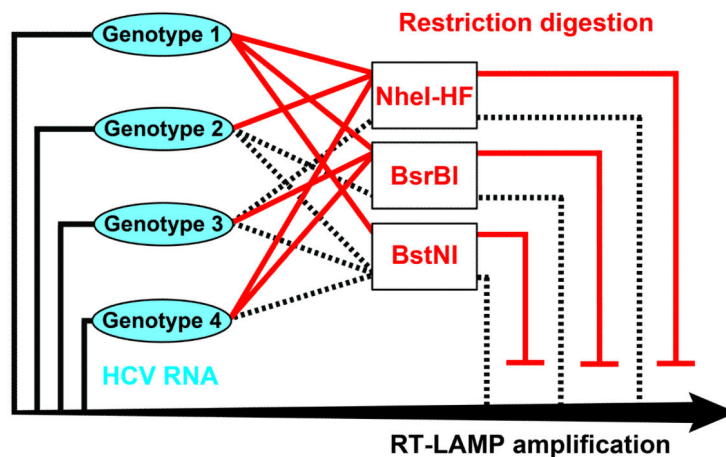 Genotype 1
Restriction digestion
NheI-HF
Genotype 2
BsrBI
Genotype 3
BstNI
Genotype 4
HCV RNA
RT-LAMP amplification